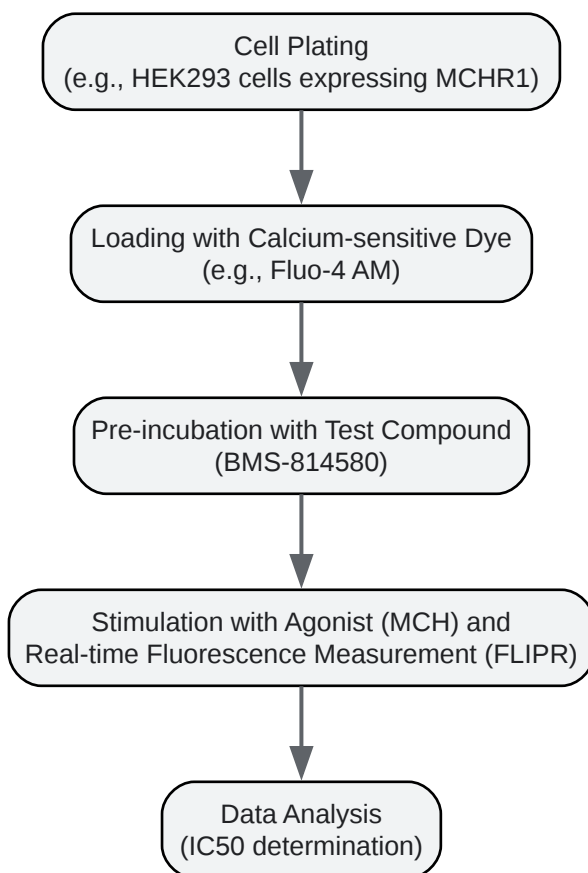 Cell Plating
(e.g., HEK293 cells expressing MCHR1)
Loading with Calcium-sensitive Dye
(e.g., Fluo-4 AM)
Pre-incubation with Test Compound
(BMS-814580)
Stimulation with Agonist (MCH) and
Real-time Fluorescence Measurement (FLIPR)
Data Analysis
(IC50 determination)